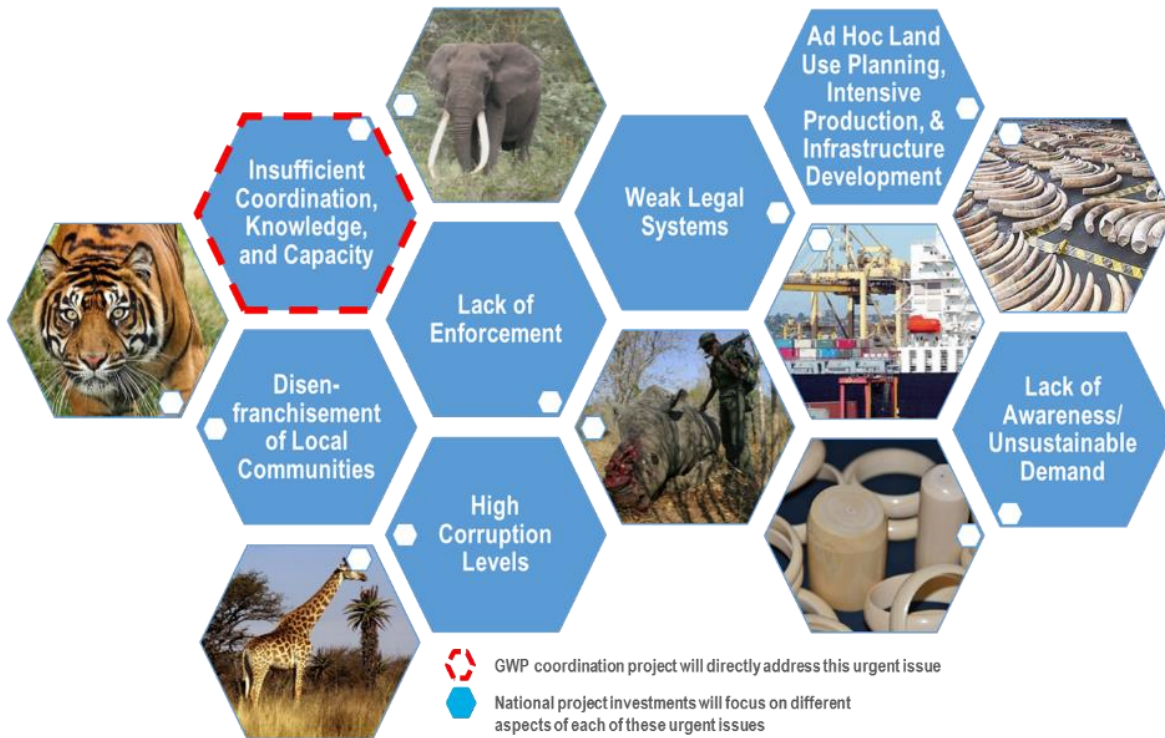 Insufficient
Coordination,
Knowledge,
and Capacity
Disen-
franchisement
of Local
Communities
Lack of
Enforcement
High
Corruption
Levels
Weak Legal
Systems
Ad Hoc Land
Use Planning,
Intensive
Production, &
Infrastructure
Development
Lack of
Awareness/
Unsustainable
Demand
GWP coordination project will directly address this urgent issue
National project investments will focus on different
aspects of each of these urgent issues